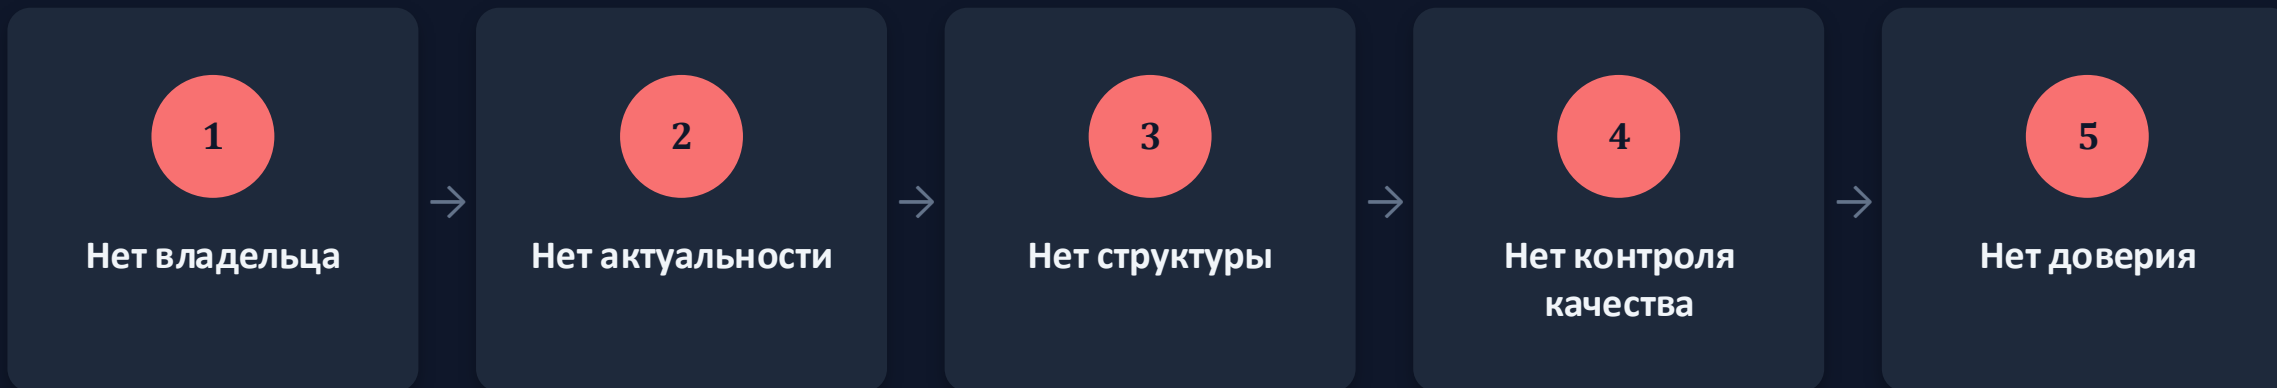 1
Нет владельца
2
Нет актуальности
3
Нет структуры
4
Нет контроля
качества
5
Нет доверия